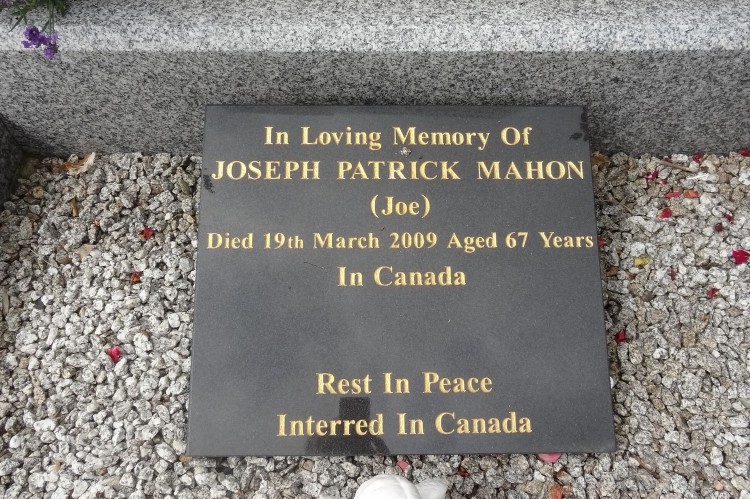 In Loving Memory Of
JOSEPH PATRICK MAHON
(Joe)
Died 19th March 2009 Aged 67 Years
In Canada
Rest In Peace
Interred In Canada